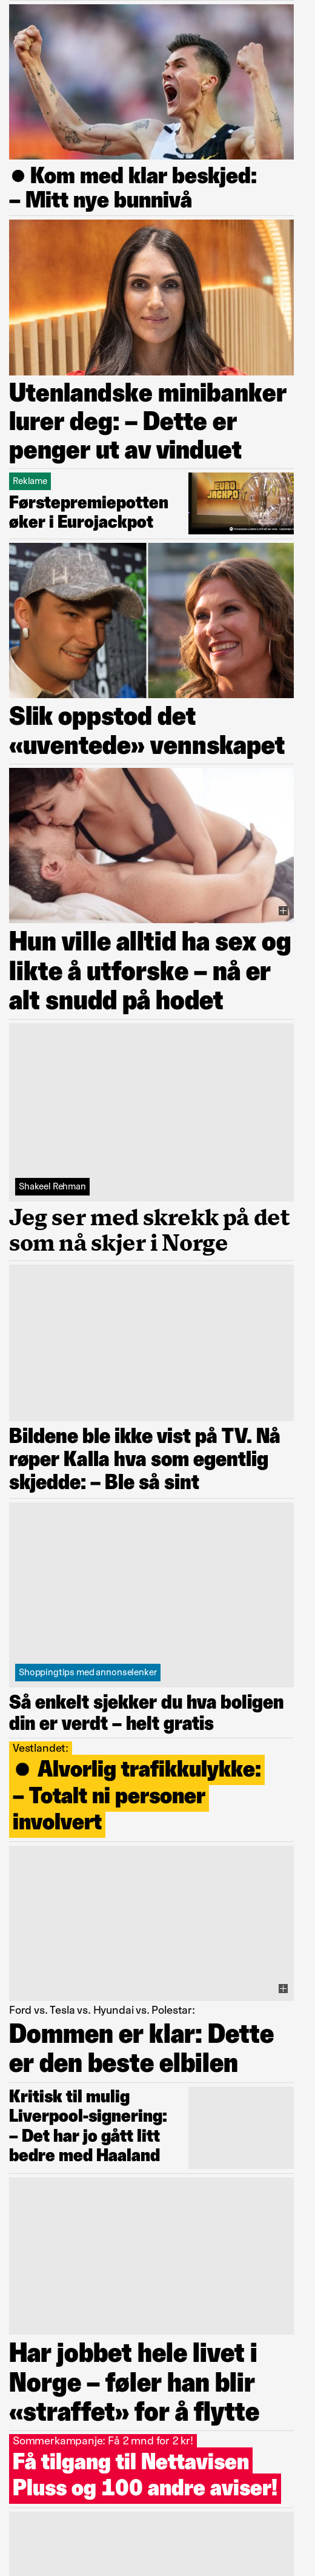 ● Kom med klar beskjed:
– Mitt nye bunnivå
Utenlandske minibanker
lurer deg: – Dette er
penger ut av vinduet
Reklame
Førstepremiepotten
øker i Eurojackpot
EURO
JACKPOT
Slik oppstod det
«uventede» vennskapet
Hun ville alltid ha sex og
likte å utforske – nå er
alt snudd på hodet
Shakeel Rehman
Jeg ser med skrekk på det
som nå skjer i Norge
Bildene ble ikke vist på TV. Nå
røper Kalla hva som egentlig
skjedde: – Ble så sint
Shoppingtips med annonselenker
Så enkelt sjekker du hva boligen
din er verdt – helt gratis
Vestlandet:
● Alvorlig trafikkulykke:
– Totalt ni personer
involvert
Ford vs. Tesla vs. Hyundai vs. Polestar:
Dommen er klar: Dette
er den beste elbilen
Kritisk til mulig
Liverpool-signering:
– Det har jo gått litt
bedre med Haaland
Har jobbet hele livet i
Norge – føler han blir
«straffet» for å flytte
Sommerkampanje: Få 2 mnd for 2 kr!
Få tilgang til Nettavisen
Pluss og 100 andre aviser!